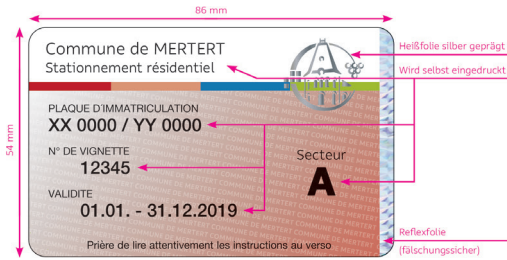 86 mm
54 mm
Commune de MERTERT
Stationnement résidentiel
Heißfolie silber geprägt
Wird selbst eingedruckt
PLAQUE D'IMMATRICULATION
XX 0000 / YY 0000
N° DE VIGNETTE
12345
Secteur
A
VALIDITE
01.01. - 31.12.2019
Prière de lire attentivement les instructions au verso
Reflexfolie
(fälschungssicher)